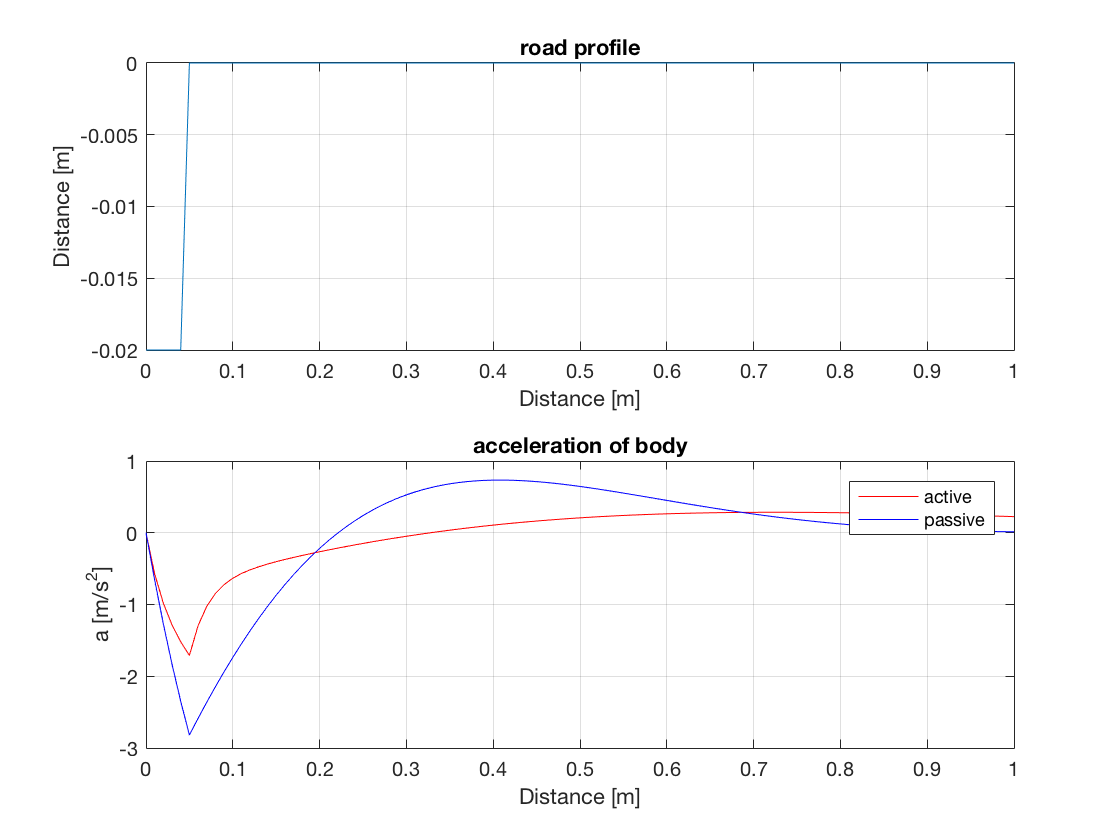 road profile
Distance [m]
0
-0.005
-0.01
-0.015
-0.02
0 0.1 0.2 0.3 0.4 0.5 0.6 0.7 0.8 0.9 1
Distance [m]
acceleration of body
a [m/s²]
1
0
-1
-2
-3
active
passive
0 0.1 0.2 0.3 0.4 0.5 0.6 0.7 0.8 0.9 1
Distance [m]